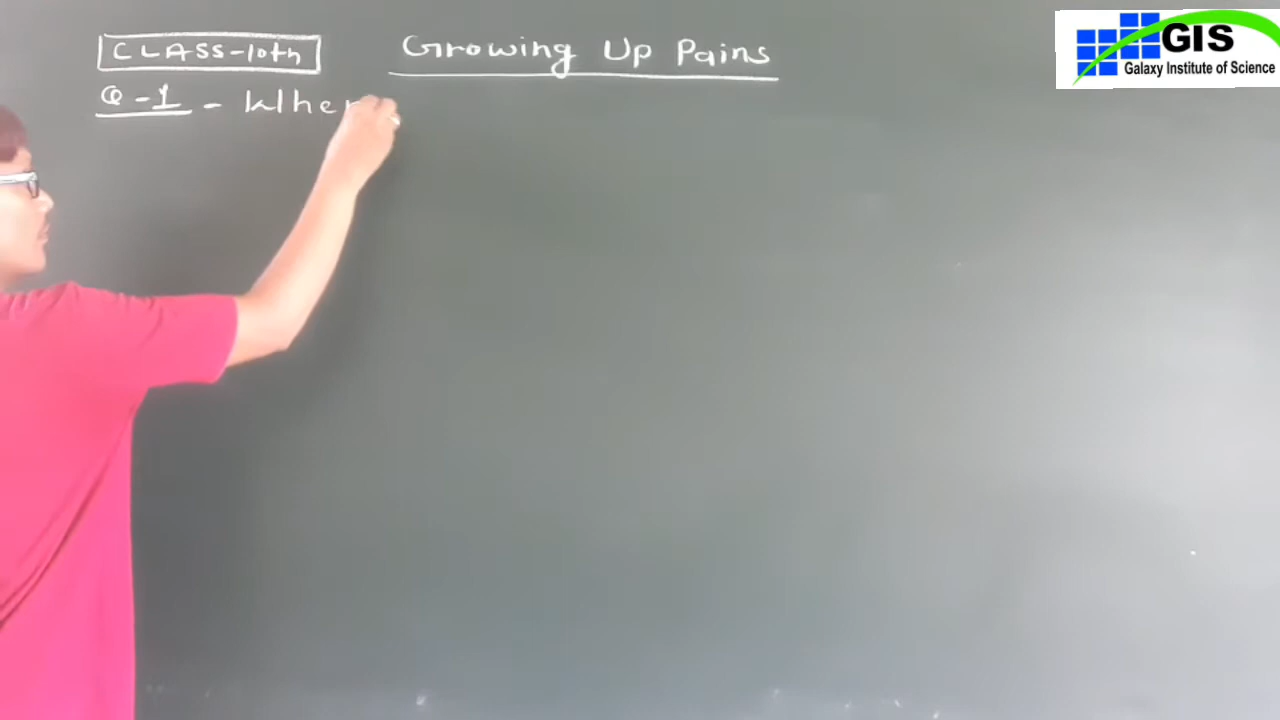 CLASS-10th
Growing Up Pains
Q-1 - Wher
GIS
Galaxy Institute of Science